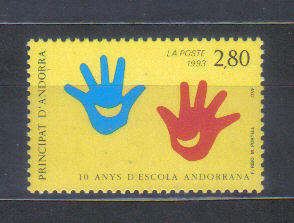 PRINCIPAT D'ANDORRA
LA POSTE
1993
2,80
10 ANYS D'ESCOLA ANDORRANA